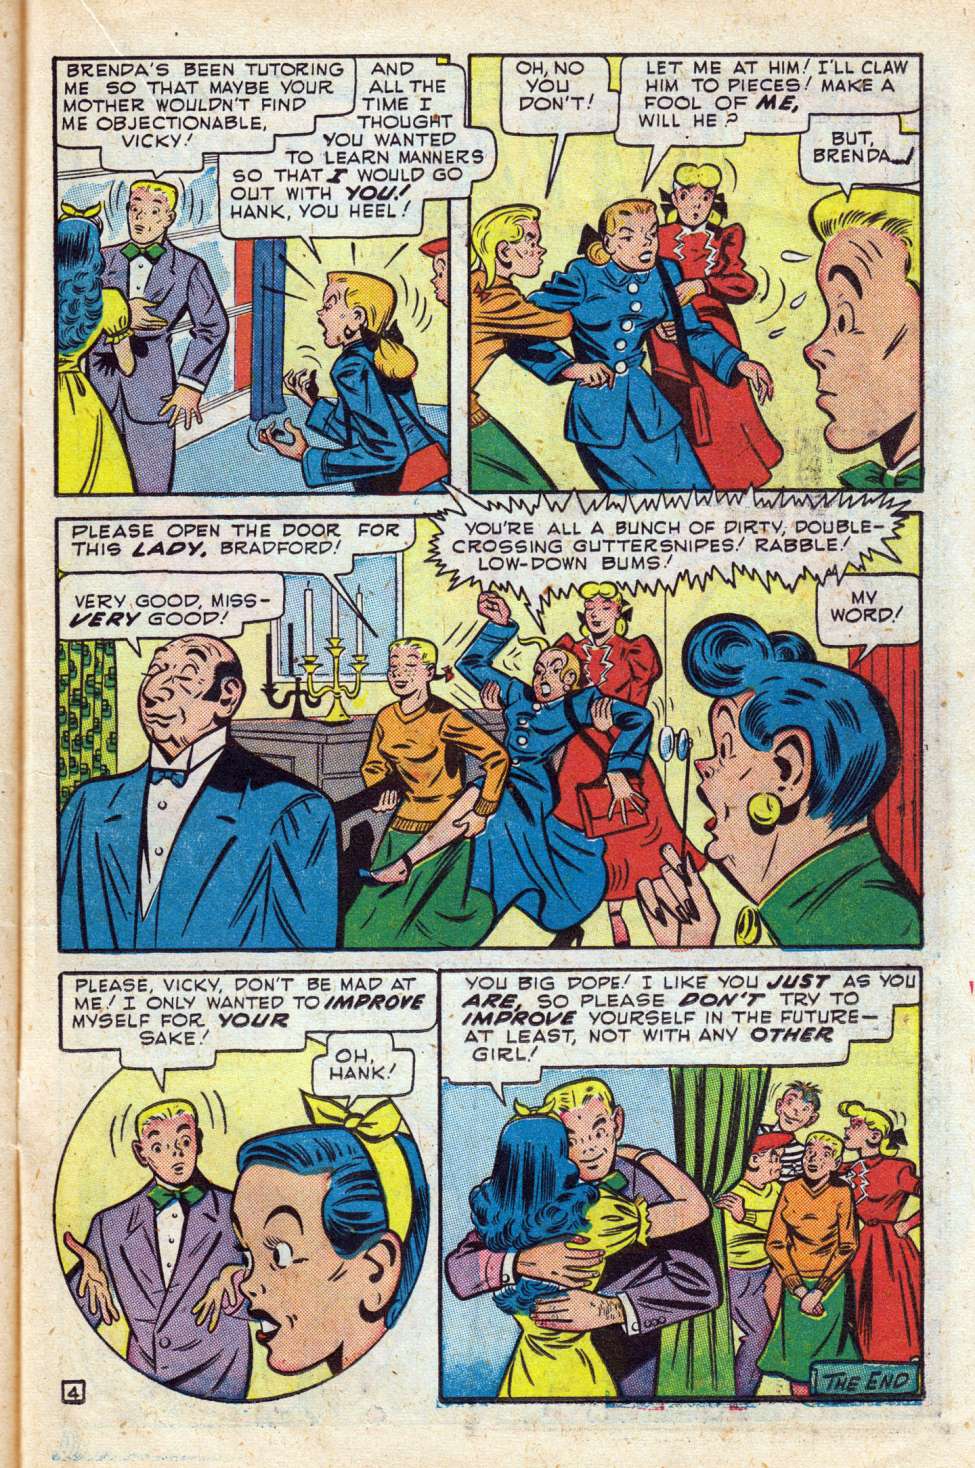 BRENDA'S BEEN TUTORING
ME SO THAT MAYBE YOUR
MOTHER WOULDN'T FIND
ME OBJECTIONABLE,
VICKY!
AND
ALL THE
TIME I
THOUGHT
YOU WANTED
TO LEARN MANNERS
SO THAT I WOULD GO
OUT WITH YOU!
HANK, YOU HEEL!
OH, NO
YOU
DON'T!
LET ME AT HIM! I'LL CLAW
HIM TO PIECES! MAKE A
FOOL OF ME,
WILL HE?
BUT,
BRENDA—!
PLEASE OPEN THE DOOR FOR
THIS LADY, BRADFORD!
VERY GOOD, MISS—
VERY GOOD!
YOU'RE ALL A BUNCH OF DIRTY, DOUBLE-
CROSSING GUTTERSNIPES! RABBLE!
LOW-DOWN BUMS!
MY
WORD!
PLEASE, VICKY, DON'T BE MAD AT
ME! I ONLY WANTED TO IMPROVE
MYSELF FOR YOUR
SAKE!
OH,
HANK!
YOU BIG DOPE! I LIKE YOU JUST AS YOU
ARE, SO PLEASE DON'T TRY TO
IMPROVE YOURSELF IN THE FUTURE—
AT LEAST, NOT WITH ANY OTHER
GIRL!
THE END
4